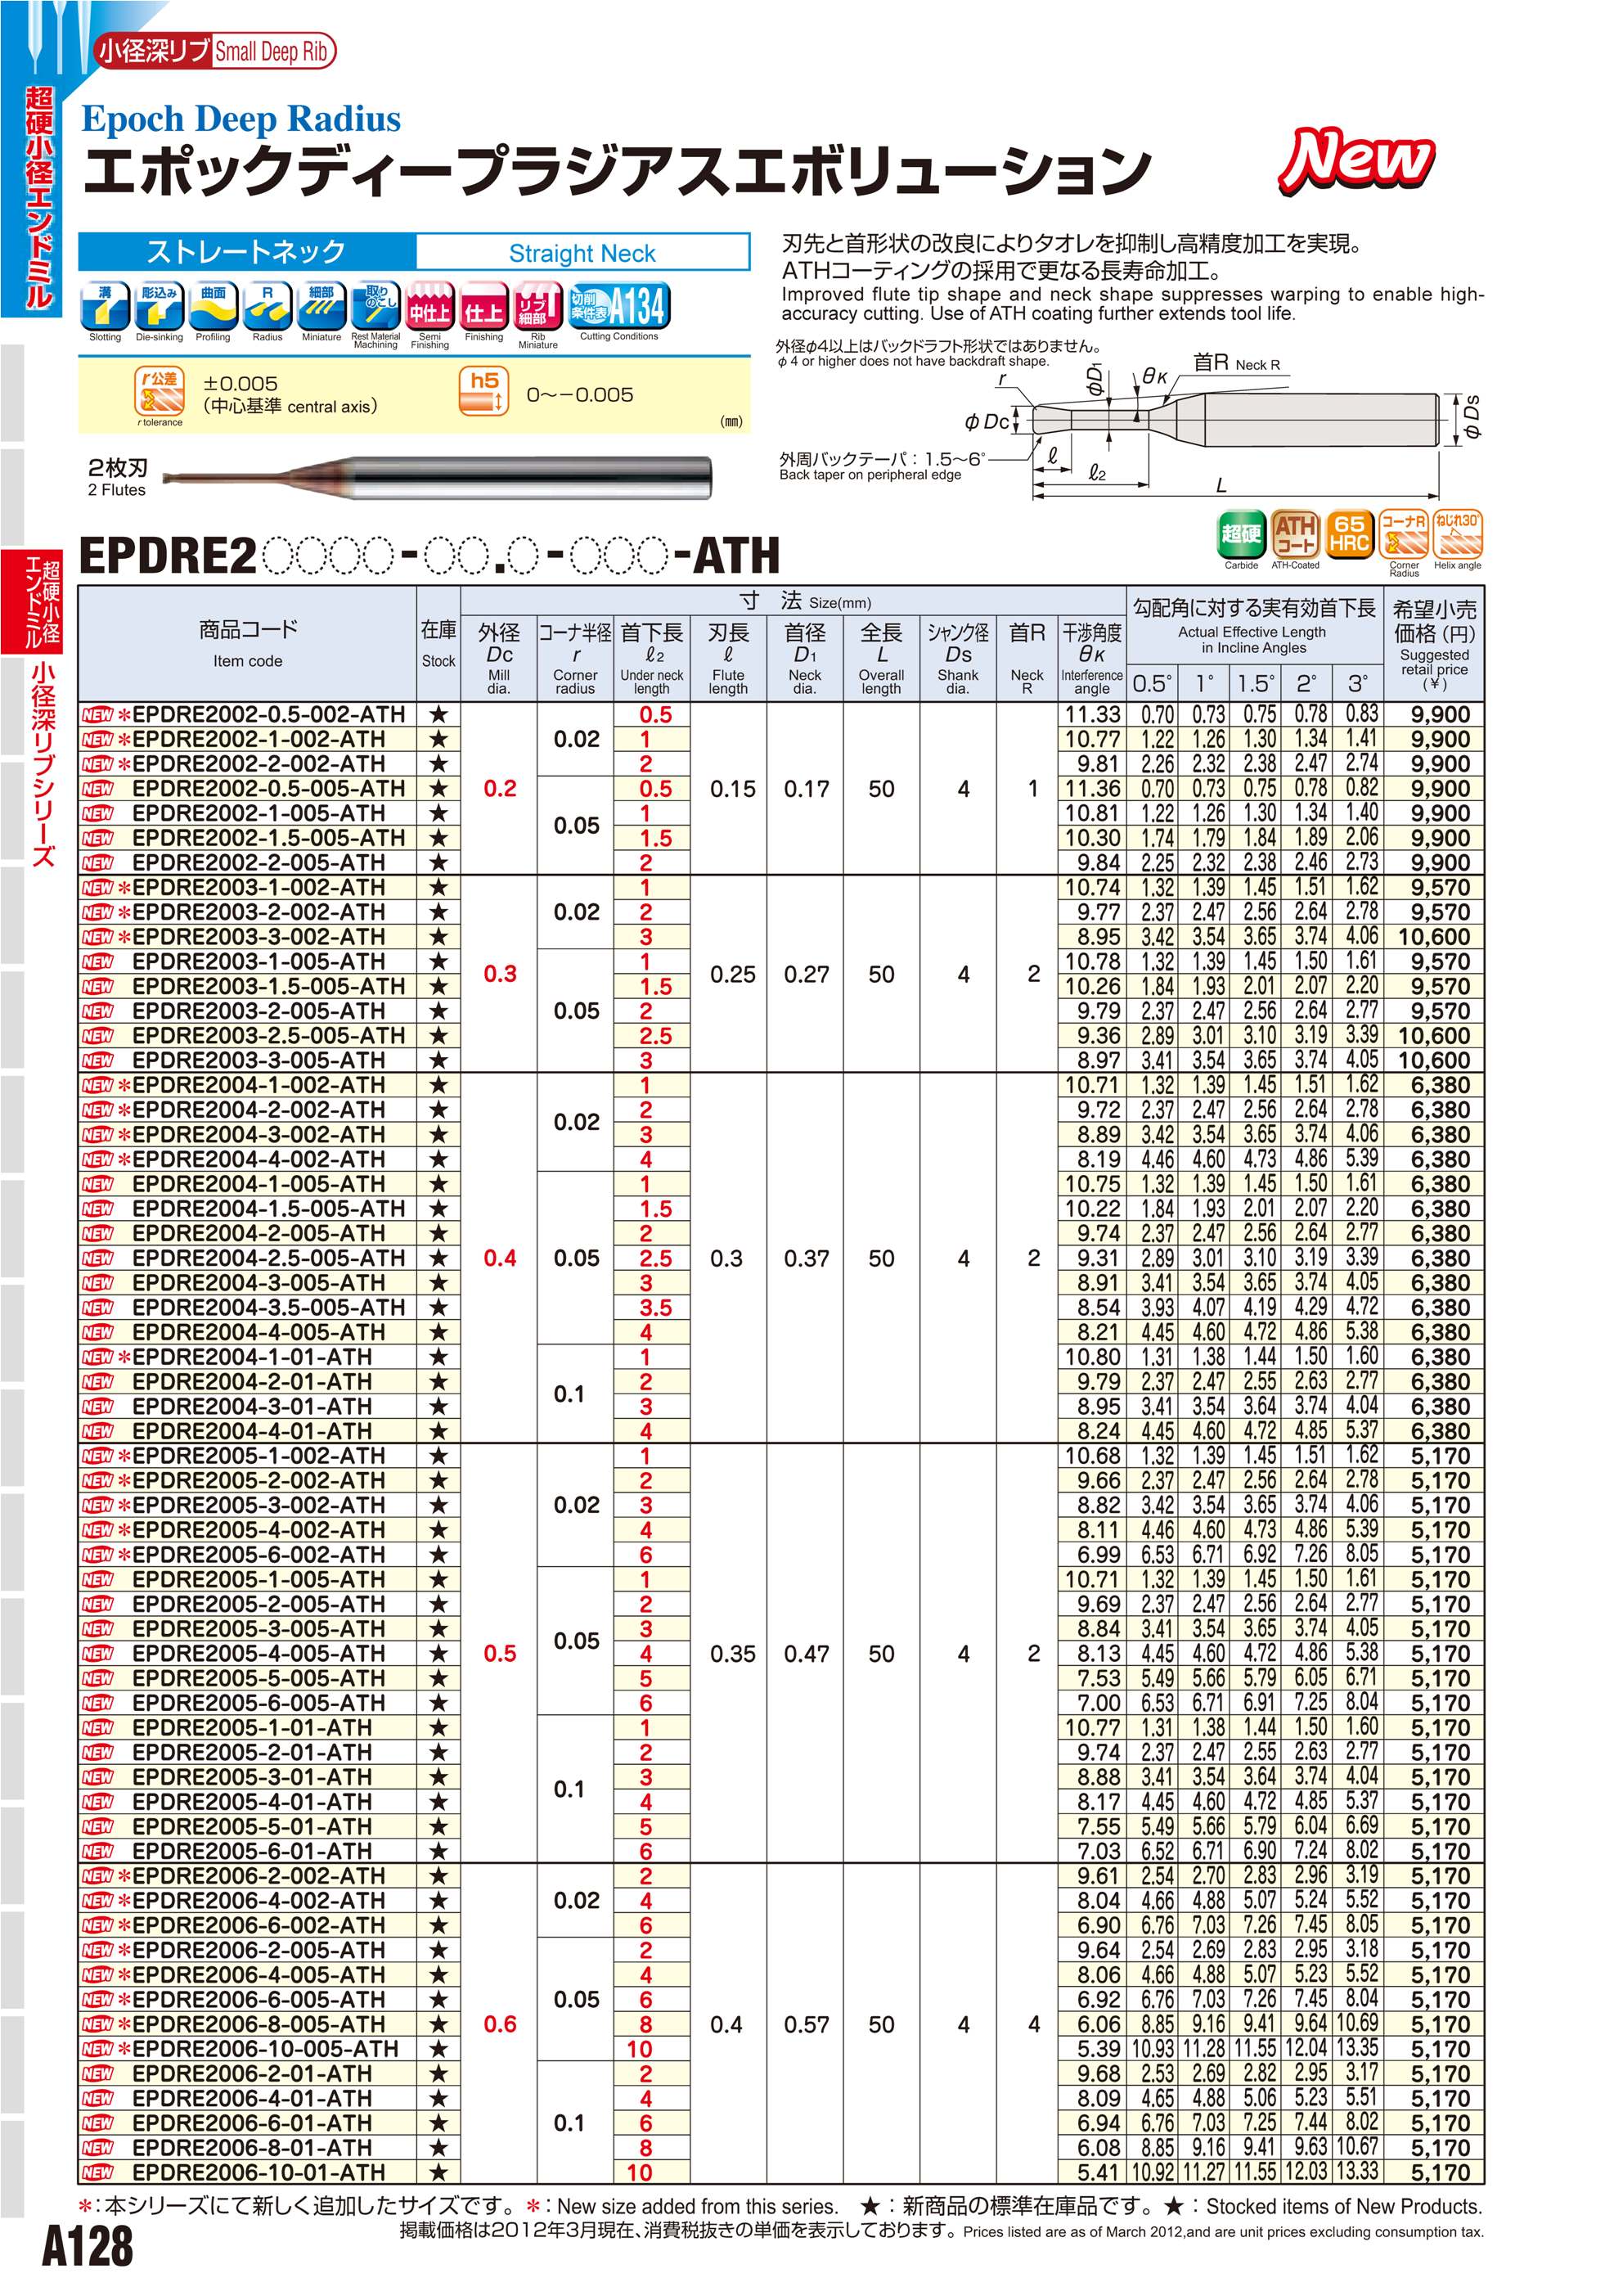 小径深リブ Small Deep Rib
超硬小径エンドミル
Epoch Deep Radius
エポックディープラジアスエボリューション
New
ストレートネック Straight Neck
溝 彫込み 曲面 R 細部 取りのこし 中仕上 仕上 リブ細部 切削条件表 A134
Slotting Die-sinking Profiling Radius Miniature Rest Material Machining Semi Finishing Finishing Rib Miniature Cutting Conditions
刃先と首形状の改良によりタオレを抑制し高精度加工を実現。
ATHコーティングの採用で更なる長寿命加工。
Improved flute tip shape and neck shape suppresses warping to enable high-
accuracy cutting. Use of ATH coating further extends tool life.
r公差 r tolerance
±0.005
(中心基準 central axis)
h5 0～−0.005
(mm)
外径φ4以上はバックドラフト形状ではありません。
φ 4 or higher does not have backdraft shape.
r φD1 θK 首R Neck R
φ Dc φ Ds
外周バックテーパ：1.5～6°
Back taper on peripheral edge
ℓ ℓ2 L
2枚刃
2 Flutes
超硬 ATHコート 65HRC コーナR ねじれ30°
Carbide ATH-Coated Corner Radius Helix angle
EPDRE2○○○○-○○.○-○○○-ATH
超硬小径エンドミル
小径深リブシリーズ
商品コード Item code
在庫 Stock
寸 法 Size(mm)
外径 Dc Mill dia.
コーナ半径 r Corner radius
首下長 ℓ2 Under neck length
刃長 ℓ Flute length
首径 D1 Neck dia.
全長 L Overall length
シャンク径 Ds Shank dia.
首R Neck R
干渉角度 θK Interference angle
勾配角に対する実有効首下長 Actual Effective Length in Incline Angles
0.5° 1° 1.5° 2° 3°
希望小売価格(円) Suggested retail price (￥)
NEW *EPDRE2002-0.5-002-ATH ★ 0.5 11.33 0.70 0.73 0.75 0.78 0.83 9,900
NEW *EPDRE2002-1-002-ATH ★ 0.02 1 10.77 1.22 1.26 1.30 1.34 1.41 9,900
NEW *EPDRE2002-2-002-ATH ★ 2 9.81 2.26 2.32 2.38 2.47 2.74 9,900
NEW EPDRE2002-0.5-005-ATH ★ 0.2 0.5 0.15 0.17 50 4 1 11.36 0.70 0.73 0.75 0.78 0.82 9,900
NEW EPDRE2002-1-005-ATH ★ 0.05 1 10.81 1.22 1.26 1.30 1.34 1.40 9,900
NEW EPDRE2002-1.5-005-ATH ★ 1.5 10.30 1.74 1.79 1.84 1.89 2.06 9,900
NEW EPDRE2002-2-005-ATH ★ 2 9.84 2.25 2.32 2.38 2.46 2.73 9,900
NEW *EPDRE2003-1-002-ATH ★ 1 10.74 1.32 1.39 1.45 1.51 1.62 9,570
NEW *EPDRE2003-2-002-ATH ★ 0.02 2 9.77 2.37 2.47 2.56 2.64 2.78 9,570
NEW *EPDRE2003-3-002-ATH ★ 3 8.95 3.42 3.54 3.65 3.74 4.06 10,600
NEW EPDRE2003-1-005-ATH ★ 1 10.78 1.32 1.39 1.45 1.50 1.61 9,570
NEW EPDRE2003-1.5-005-ATH ★ 0.3 1.5 0.25 0.27 50 4 2 10.26 1.84 1.93 2.01 2.07 2.20 9,570
NEW EPDRE2003-2-005-ATH ★ 0.05 2 9.79 2.37 2.47 2.56 2.64 2.77 9,570
NEW EPDRE2003-2.5-005-ATH ★ 2.5 9.36 2.89 3.01 3.10 3.19 3.39 10,600
NEW EPDRE2003-3-005-ATH ★ 3 8.97 3.41 3.54 3.65 3.74 4.05 10,600
NEW *EPDRE2004-1-002-ATH ★ 1 10.71 1.32 1.39 1.45 1.51 1.62 6,380
NEW *EPDRE2004-2-002-ATH ★ 0.02 2 9.72 2.37 2.47 2.56 2.64 2.78 6,380
NEW *EPDRE2004-3-002-ATH ★ 3 8.89 3.42 3.54 3.65 3.74 4.06 6,380
NEW *EPDRE2004-4-002-ATH ★ 4 8.19 4.46 4.60 4.73 4.86 5.39 6,380
NEW EPDRE2004-1-005-ATH ★ 1 10.75 1.32 1.39 1.45 1.50 1.61 6,380
NEW EPDRE2004-1.5-005-ATH ★ 1.5 10.22 1.84 1.93 2.01 2.07 2.20 6,380
NEW EPDRE2004-2-005-ATH ★ 2 9.74 2.37 2.47 2.56 2.64 2.77 6,380
NEW EPDRE2004-2.5-005-ATH ★ 0.4 0.05 2.5 0.3 0.37 50 4 2 9.31 2.89 3.01 3.10 3.19 3.39 6,380
NEW EPDRE2004-3-005-ATH ★ 3 8.91 3.41 3.54 3.65 3.74 4.05 6,380
NEW EPDRE2004-3.5-005-ATH ★ 3.5 8.54 3.93 4.07 4.19 4.29 4.72 6,380
NEW EPDRE2004-4-005-ATH ★ 4 8.21 4.45 4.60 4.72 4.86 5.38 6,380
NEW *EPDRE2004-1-01-ATH ★ 1 10.80 1.31 1.38 1.44 1.50 1.60 6,380
NEW EPDRE2004-2-01-ATH ★ 0.1 2 9.79 2.37 2.47 2.55 2.63 2.77 6,380
NEW EPDRE2004-3-01-ATH ★ 3 8.95 3.41 3.54 3.64 3.74 4.04 6,380
NEW EPDRE2004-4-01-ATH ★ 4 8.24 4.45 4.60 4.72 4.85 5.37 6,380
NEW *EPDRE2005-1-002-ATH ★ 1 10.68 1.32 1.39 1.45 1.51 1.62 5,170
NEW *EPDRE2005-2-002-ATH ★ 2 9.66 2.37 2.47 2.56 2.64 2.78 5,170
NEW *EPDRE2005-3-002-ATH ★ 0.02 3 8.82 3.42 3.54 3.65 3.74 4.06 5,170
NEW *EPDRE2005-4-002-ATH ★ 4 8.11 4.46 4.60 4.73 4.86 5.39 5,170
NEW *EPDRE2005-6-002-ATH ★ 6 6.99 6.53 6.71 6.92 7.26 8.05 5,170
NEW EPDRE2005-1-005-ATH ★ 1 10.71 1.32 1.39 1.45 1.50 1.61 5,170
NEW EPDRE2005-2-005-ATH ★ 2 9.69 2.37 2.47 2.56 2.64 2.77 5,170
NEW EPDRE2005-3-005-ATH ★ 0.05 3 8.84 3.41 3.54 3.65 3.74 4.05 5,170
NEW EPDRE2005-4-005-ATH ★ 0.5 4 0.35 0.47 50 4 2 8.13 4.45 4.60 4.72 4.86 5.38 5,170
NEW EPDRE2005-5-005-ATH ★ 5 7.53 5.49 5.66 5.79 6.05 6.71 5,170
NEW EPDRE2005-6-005-ATH ★ 6 7.00 6.53 6.71 6.91 7.25 8.04 5,170
NEW EPDRE2005-1-01-ATH ★ 1 10.77 1.31 1.38 1.44 1.50 1.60 5,170
NEW EPDRE2005-2-01-ATH ★ 2 9.74 2.37 2.47 2.55 2.63 2.77 5,170
NEW EPDRE2005-3-01-ATH ★ 0.1 3 8.88 3.41 3.54 3.64 3.74 4.04 5,170
NEW EPDRE2005-4-01-ATH ★ 4 8.17 4.45 4.60 4.72 4.85 5.37 5,170
NEW EPDRE2005-5-01-ATH ★ 5 7.55 5.49 5.66 5.79 6.04 6.69 5,170
NEW EPDRE2005-6-01-ATH ★ 6 7.03 6.52 6.71 6.90 7.24 8.02 5,170
NEW *EPDRE2006-2-002-ATH ★ 2 9.61 2.54 2.70 2.83 2.96 3.19 5,170
NEW *EPDRE2006-4-002-ATH ★ 0.02 4 8.04 4.66 4.88 5.07 5.24 5.52 5,170
NEW *EPDRE2006-6-002-ATH ★ 6 6.90 6.76 7.03 7.26 7.45 8.05 5,170
NEW *EPDRE2006-2-005-ATH ★ 2 9.64 2.54 2.69 2.83 2.95 3.18 5,170
NEW *EPDRE2006-4-005-ATH ★ 4 8.06 4.66 4.88 5.07 5.23 5.52 5,170
NEW *EPDRE2006-6-005-ATH ★ 0.05 6 6.92 6.76 7.03 7.26 7.45 8.04 5,170
NEW *EPDRE2006-8-005-ATH ★ 0.6 8 0.4 0.57 50 4 4 6.06 8.85 9.16 9.41 9.64 10.69 5,170
NEW *EPDRE2006-10-005-ATH ★ 10 5.39 10.93 11.28 11.55 12.04 13.35 5,170
NEW EPDRE2006-2-01-ATH ★ 2 9.68 2.53 2.69 2.82 2.95 3.17 5,170
NEW EPDRE2006-4-01-ATH ★ 4 8.09 4.65 4.88 5.06 5.23 5.51 5,170
NEW EPDRE2006-6-01-ATH ★ 0.1 6 6.94 6.76 7.03 7.25 7.44 8.02 5,170
NEW EPDRE2006-8-01-ATH ★ 8 6.08 8.85 9.16 9.41 9.63 10.67 5,170
NEW EPDRE2006-10-01-ATH ★ 10 5.41 10.92 11.27 11.55 12.03 13.33 5,170
*：本シリーズにて新しく追加したサイズです。*：New size added from this series. ★：新商品の標準在庫品です。★：Stocked items of New Products.
掲載価格は2012年3月現在、消費税抜きの単価を表示しております。Prices listed are as of March 2012,and are unit prices excluding consumption tax.
A128